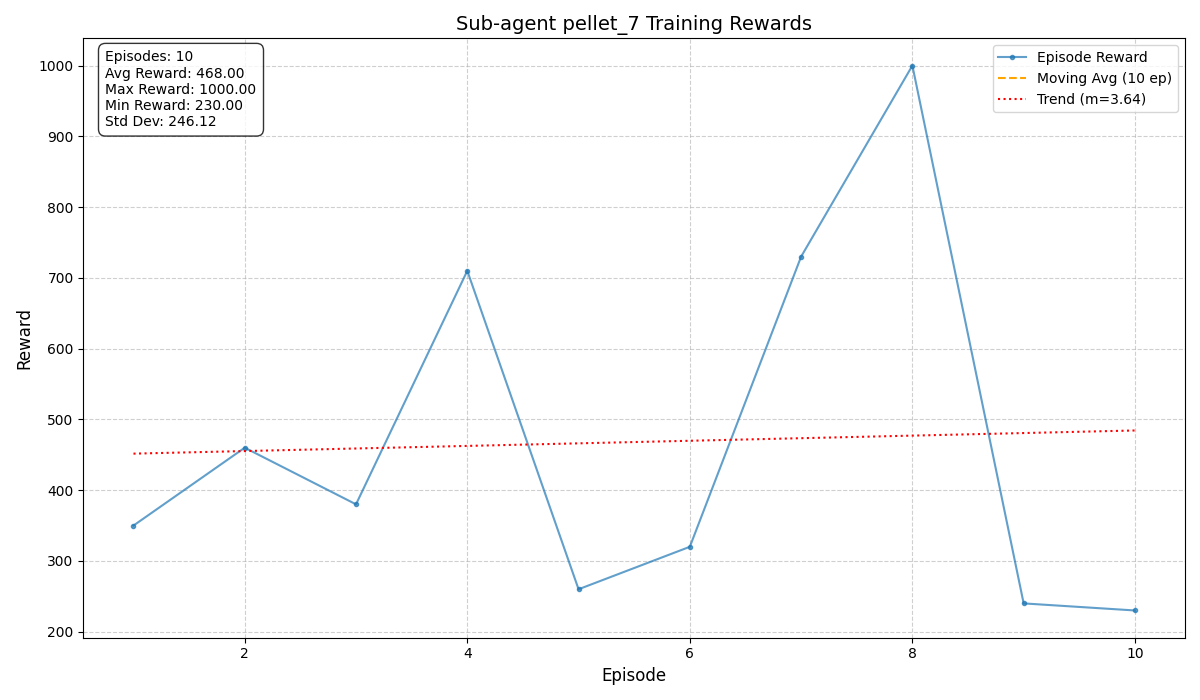 Sub-agent pellet_7 Training Rewards
Episodes: 10
Avg Reward: 468.00
Max Reward: 1000.00
Min Reward: 230.00
Std Dev: 246.12
Episode Reward
Moving Avg (10 ep)
Trend (m=3.64)
1000
900
800
700
600
500
400
300
200
Reward
2 4 6 8 10
Episode